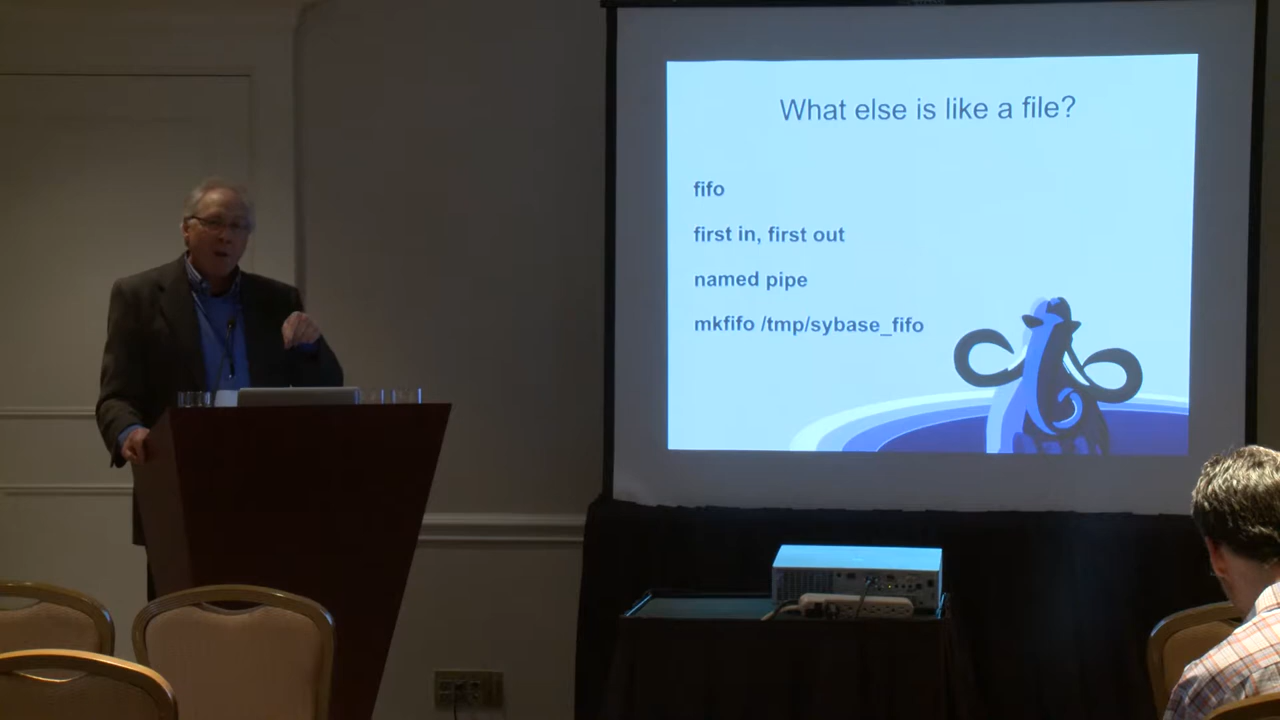 What else is like a file?
fifo
first in, first out
named pipe
mkfifo /tmp/sybase_fifo